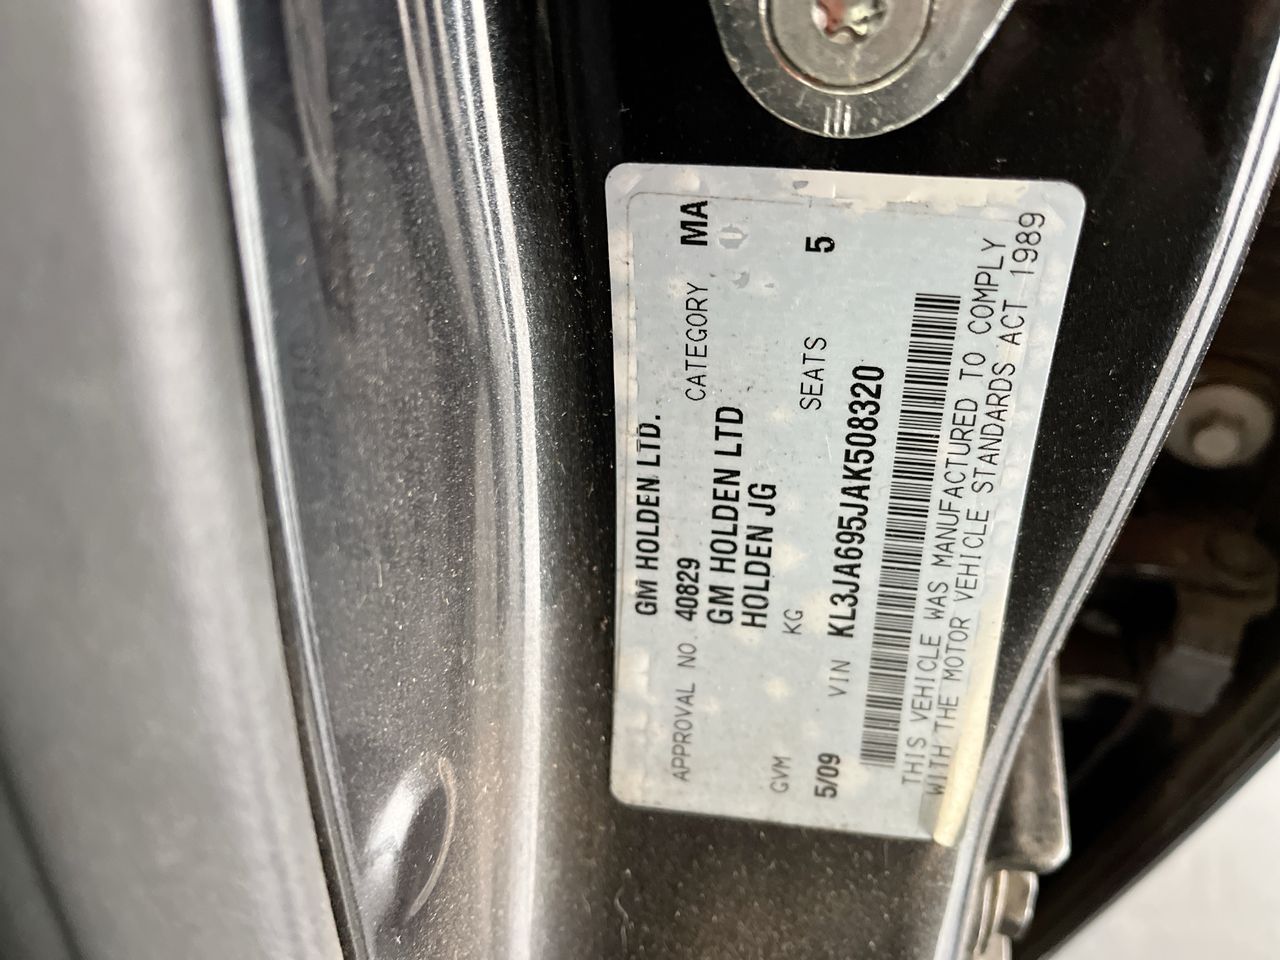 GM HOLDEN LTD.
APPROVAL NO. 40829 CATEGORY MA
GM HOLDEN LTD
HOLDEN JG
GVM KG SEATS 5
5/09 VIN KL3JA695JAK508320
THIS VEHICLE WAS MANUFACTURED TO COMPLY
WITH THE MOTOR VEHICLE STANDARDS ACT 1989